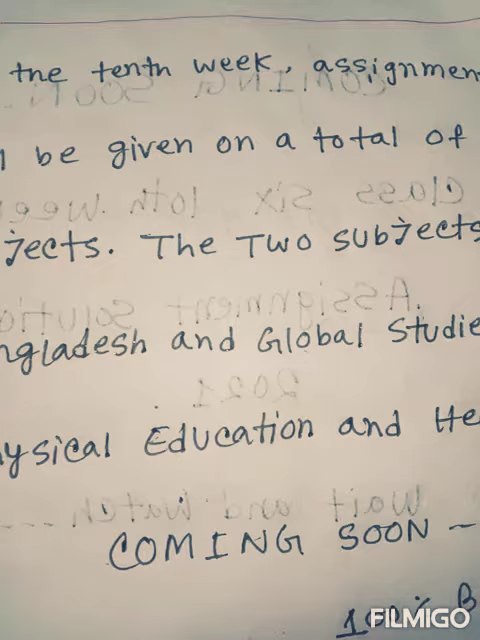 the tenth week, assignmen
l be given on a total of
jects. The Two subjects
ngladesh and Global Studie
ysical Education and He
COMING SOON -
100% B
FILMIGO